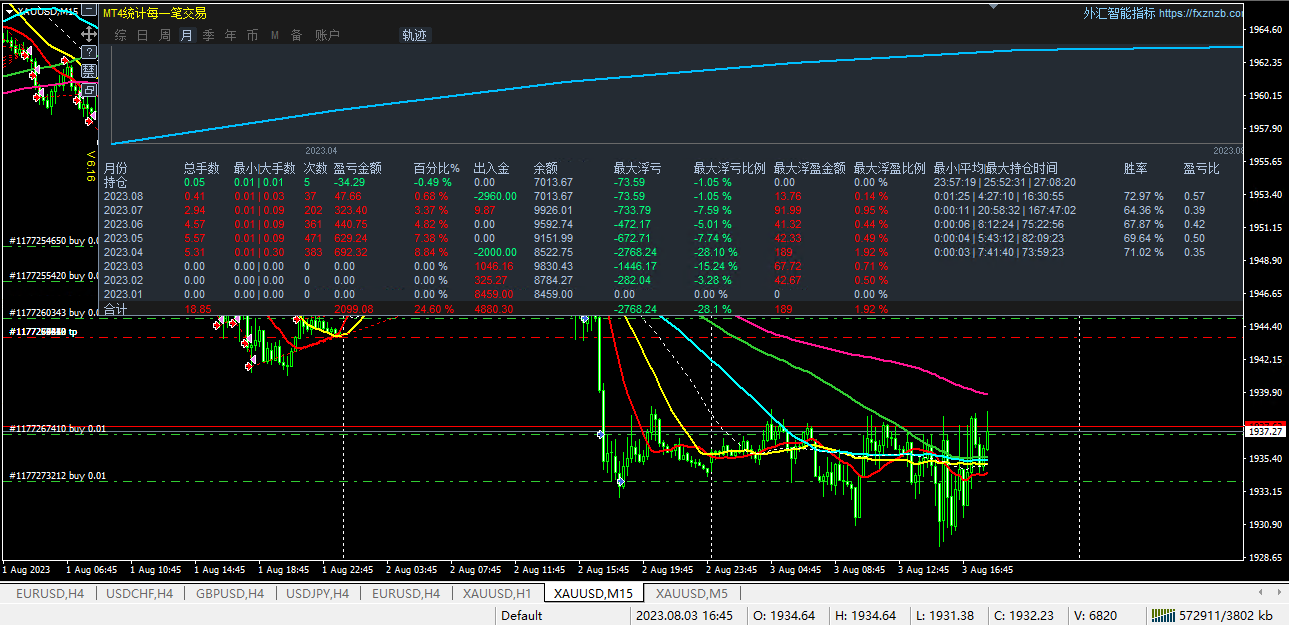 XAUUSD,M15
MT4统计每一笔交易
外汇智能指标 https://fxznzb.co
综 日 周 月 季 年 币 M 备 账户 轨迹
?
禁
V 6.16
2023.04 2023.08
月份 总手数 最小|大手数 次数 盈亏金额 百分比% 出入金 余额 最大浮亏 最大浮亏比例 最大浮盈金额 最大浮盈比例 最小|平均|最大持仓时间 胜率 盈亏比
持仓 0.05 0.01 | 0.01 5 -34.29 -0.49 % 0.00 7013.67 -73.59 -1.05 % 0.00 0.00 % 23:57:19 | 25:52:31 | 27:08:20
2023.08 0.41 0.01 | 0.03 37 47.66 0.66 % -2960.00 7013.67 -73.59 -1.05 % 13.76 0.14 % 0:01:25 | 4:27:10 | 16:30:55 72.97 % 0.57
2023.07 2.94 0.01 | 0.09 202 323.40 3.37 % 9.87 9926.01 -733.79 -7.59 % 91.99 0.95 % 0:00:11 | 20:58:32 | 167:47:02 64.36 % 0.39
2023.06 4.57 0.01 | 0.09 361 440.75 4.82 % 0.00 9592.74 -472.17 -5.01 % 41.32 0.44 % 0:00:06 | 8:12:24 | 75:22:56 67.87 % 0.42
2023.05 5.57 0.01 | 0.09 471 629.24 7.38 % 0.00 9151.99 -672.71 -7.74 % 42.33 0.49 % 0:00:04 | 5:43:12 | 82:09:23 69.64 % 0.50
2023.04 5.31 0.01 | 0.30 383 692.32 8.84 % -2000.00 8522.75 -2768.24 -28.10 % 189 1.92 % 0:00:03 | 7:41:40 | 73:59:23 71.02 % 0.35
2023.03 0.00 0.00 | 0.00 0 0.00 0.00 % 1046.16 9830.43 -1446.17 -15.24 % 67.72 0.71 %
2023.02 0.00 0.00 | 0.00 0 0.00 0.00 % 325.27 8784.27 -282.04 -3.28 % 42.67 0.50 %
2023.01 0.00 0.00 | 0.00 0 0.00 0.00 % 8459.00 8459.00 0.00 0.00 % 0 0.00 %
合计 18.85 2099.08 24.60 % 4880.30 -2768.24 -28.1 % 189 1.92 %
#1177254650 buy 0.0
#1177255420 buy 0.0
#1177260343 buy 0.0
tp
#1177267410 buy 0.01
#1177273212 buy 0.01
1964.60
1962.35
1960.15
1957.90
1955.65
1953.40
1951.15
1948.90
1946.65
1944.40
1942.15
1939.90
1937.27
1935.40
1933.15
1930.90
1928.65
1 Aug 2023 1 Aug 06:45 1 Aug 10:45 1 Aug 14:45 1 Aug 18:45 1 Aug 22:45 2 Aug 03:45 2 Aug 07:45 2 Aug 11:45 2 Aug 15:45 2 Aug 19:45 2 Aug 23:45 3 Aug 04:45 3 Aug 08:45 3 Aug 12:45 3 Aug 16:45
EURUSD,H4 USDCHF,H4 GBPUSD,H4 USDJPY,H4 EURUSD,H4 XAUUSD,H1 XAUUSD,M15 XAUUSD,M5
Default 2023.08.03 16:45 O: 1934.64 H: 1934.64 L: 1931.38 C: 1932.23 V: 6820 572911/3802 kb